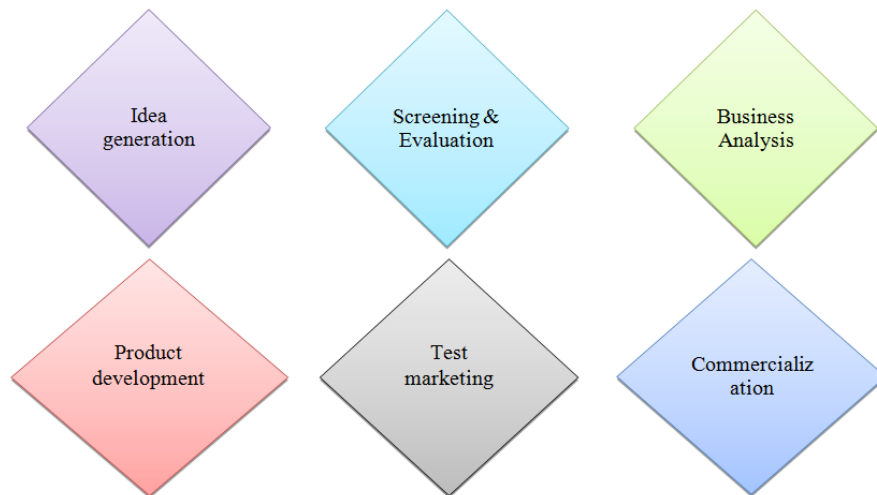 Idea
generation
Screening &
Evaluation
Business
Analysis
Product
development
Test
marketing
Commercializ
ation